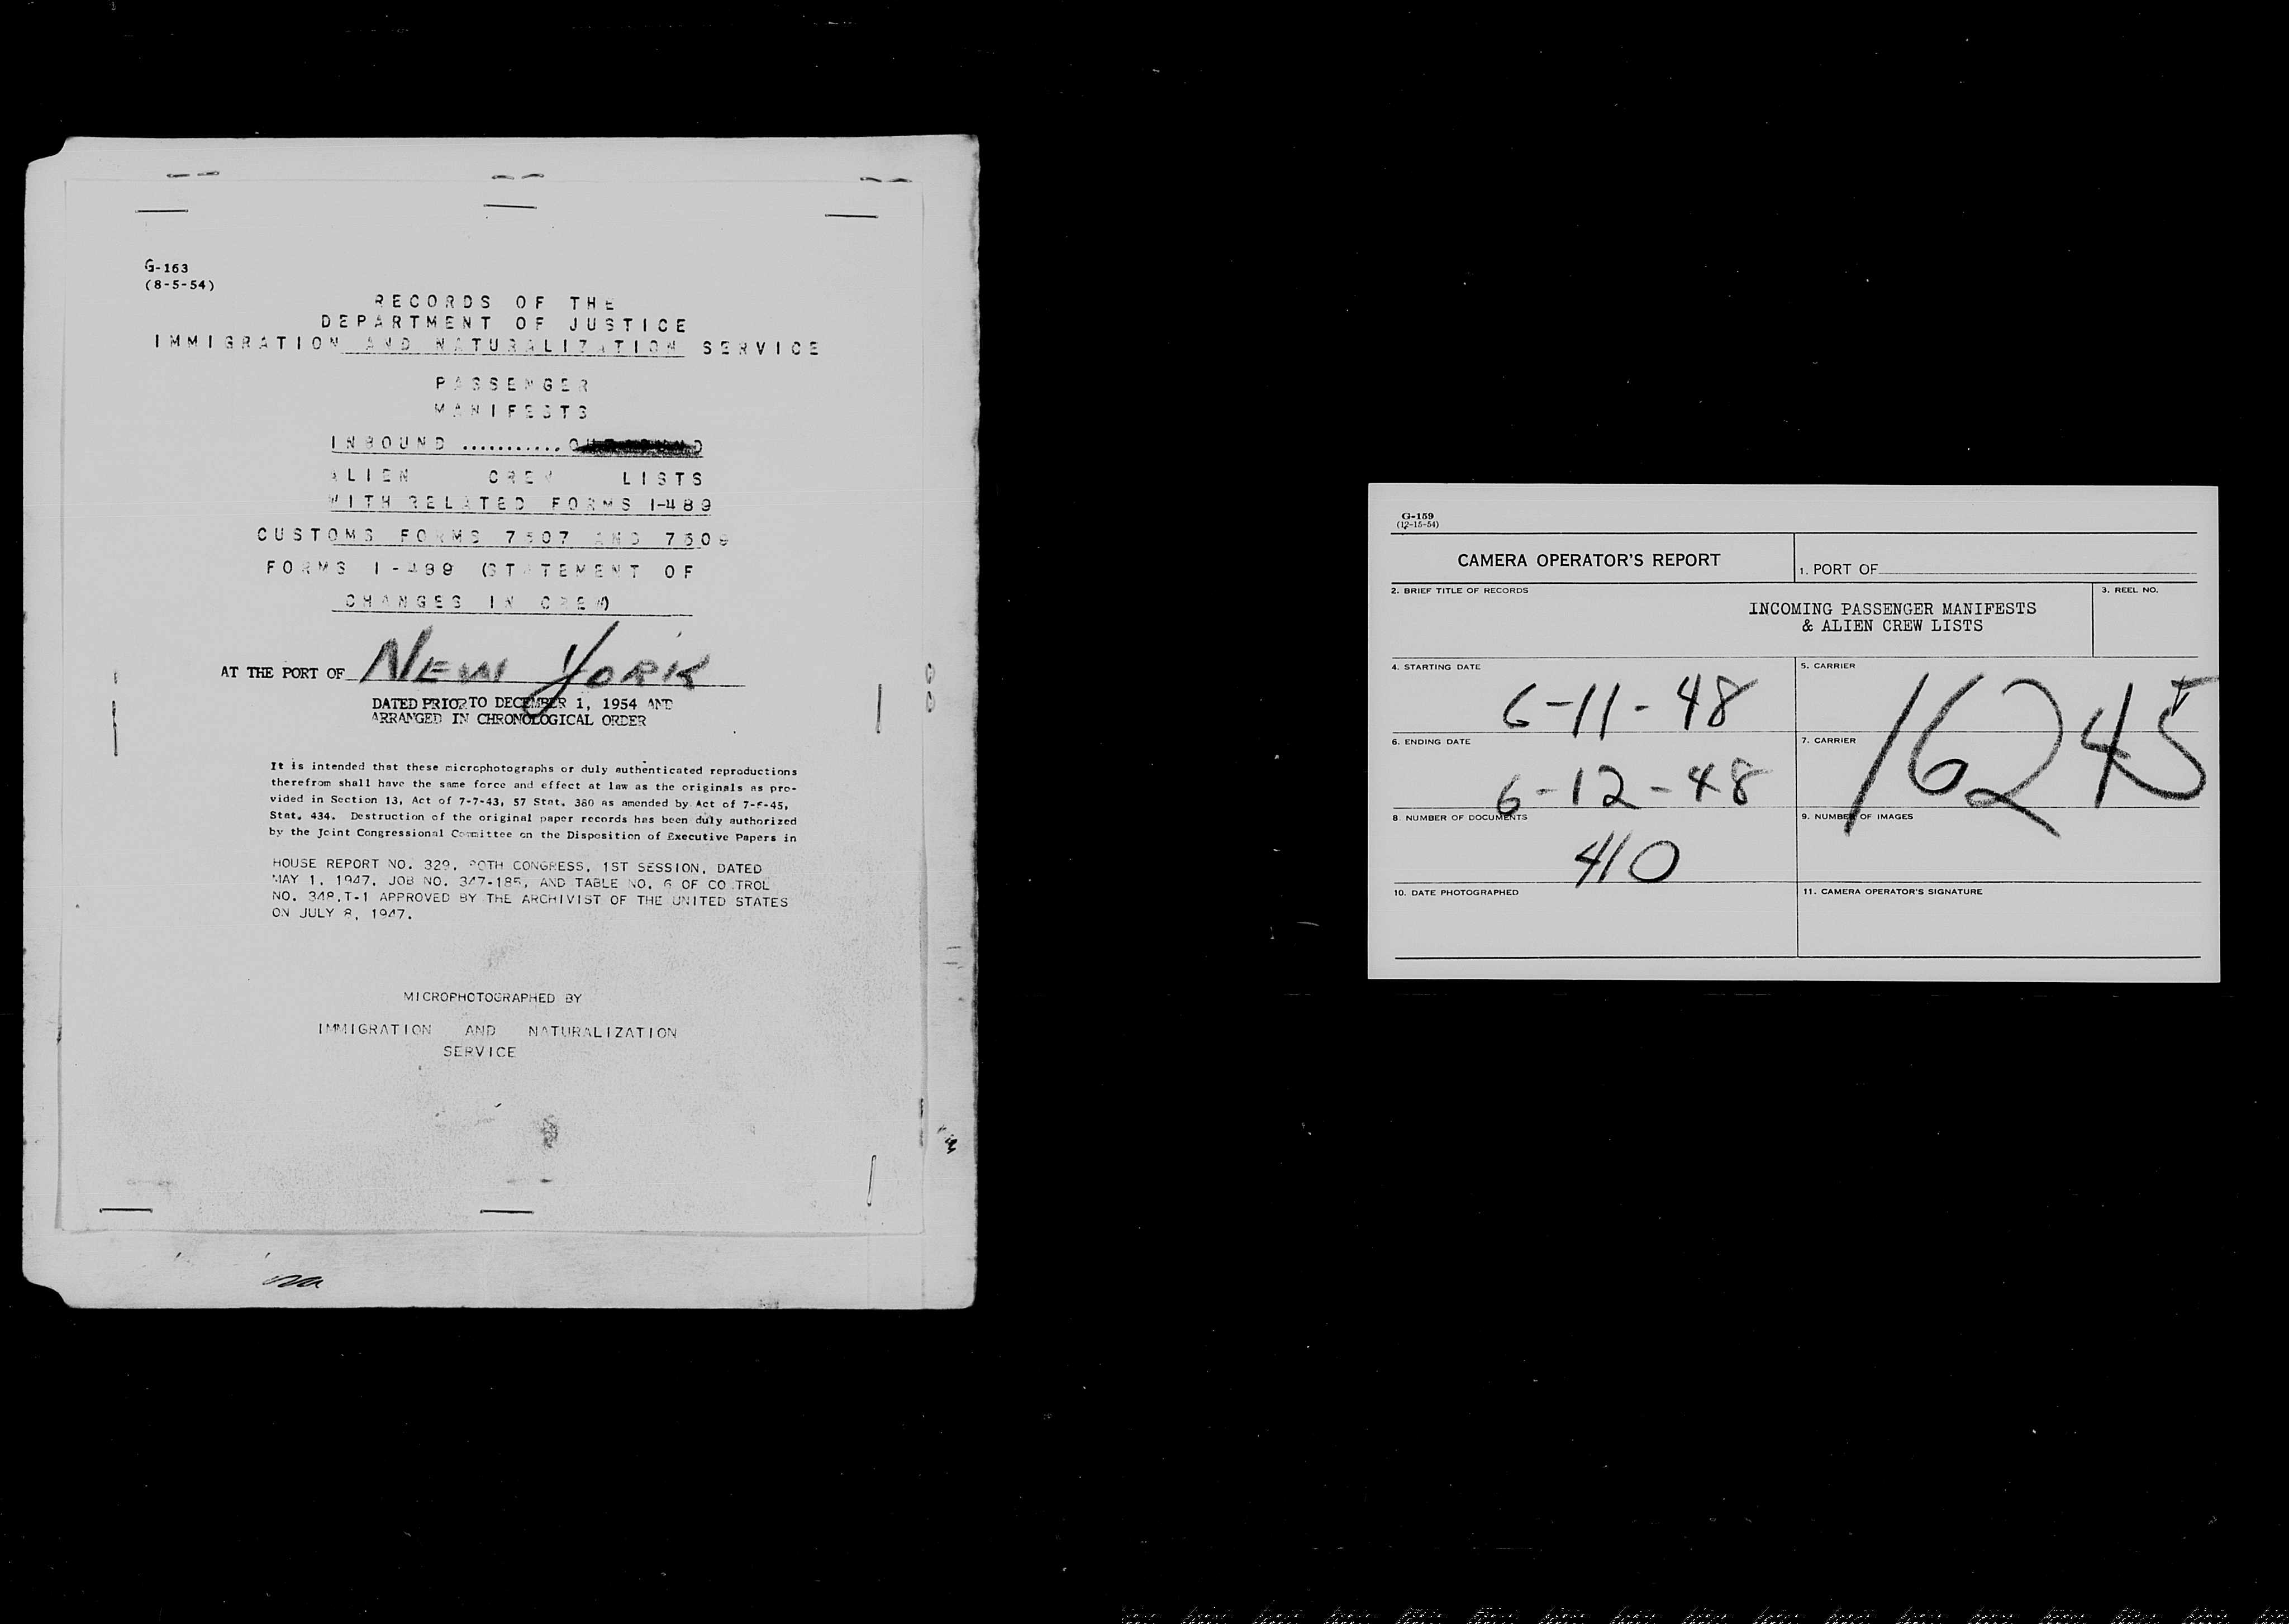 G-163
(8-5-54)
RECORDS OF THE
DEPARTMENT OF JUSTICE
IMMIGRATION AND NATURALIZATION SERVICE
PASSENGER
MANIFESTS
INBOUND ...........
ALIEN CREW LISTS
WITH RELATED FORMS I-489
CUSTOMS FORMS 7507 AND 7509
FORMS I-489 (STATEMENT OF
CHANGES IN CREW)
AT THE PORT OF NEW YORK
DATED PRIOR TO DECEMBER 1, 1954 AND
ARRANGED IN CHRONOLOGICAL ORDER
It is intended that these microphotographs or duly authenticated reproductions
therefrom shall have the same force and effect at law as the originals as pro-
vided in Section 13, Act of 7-7-43, 57 Stat. 380 as amended by Act of 7-6-45,
Stat. 434. Destruction of the original paper records has been duly authorized
by the Joint Congressional Committee on the Disposition of Executive Papers in
HOUSE REPORT NO. 329, 80TH CONGRESS, 1ST SESSION, DATED
MAY 1, 1947, JOB NO. 347-185, AND TABLE NO. 6 OF CONTROL
NO. 348,T-1 APPROVED BY THE ARCHIVIST OF THE UNITED STATES
ON JULY 8, 1947.
MICROPHOTOGRAPHED BY
IMMIGRATION AND NATURALIZATION
SERVICE
G-159
(12-15-54)
CAMERA OPERATOR'S REPORT
1. PORT OF
2. BRIEF TITLE OF RECORDS
INCOMING PASSENGER MANIFESTS
& ALIEN CREW LISTS
3. REEL NO.
4. STARTING DATE
6-11-48
5. CARRIER
16245
6. ENDING DATE
6-12-48
7. CARRIER
8. NUMBER OF DOCUMENTS
410
9. NUMBER OF IMAGES
10. DATE PHOTOGRAPHED
11. CAMERA OPERATOR'S SIGNATURE